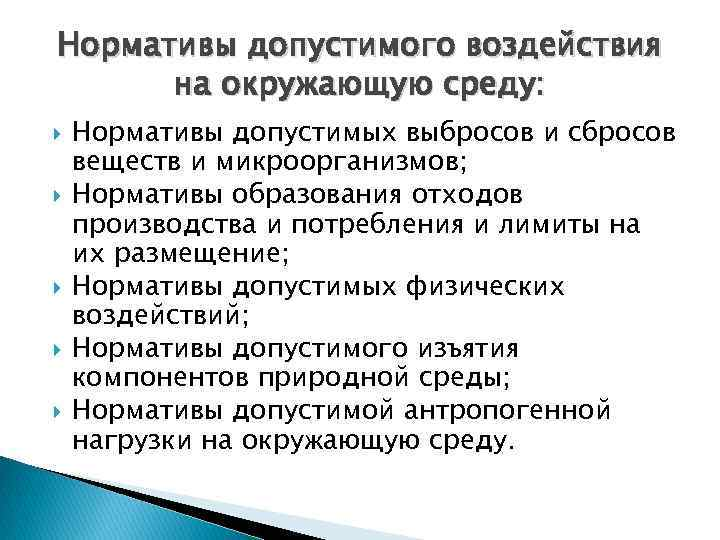 Нормативы допустимого воздействия
на окружающую среду:
Нормативы допустимых выбросов и сбросов
веществ и микроорганизмов;
Нормативы образования отходов
производства и потребления и лимиты на
их размещение;
Нормативы допустимых физических
воздействий;
Нормативы допустимого изъятия
компонентов природной среды;
Нормативы допустимой антропогенной
нагрузки на окружающую среду.